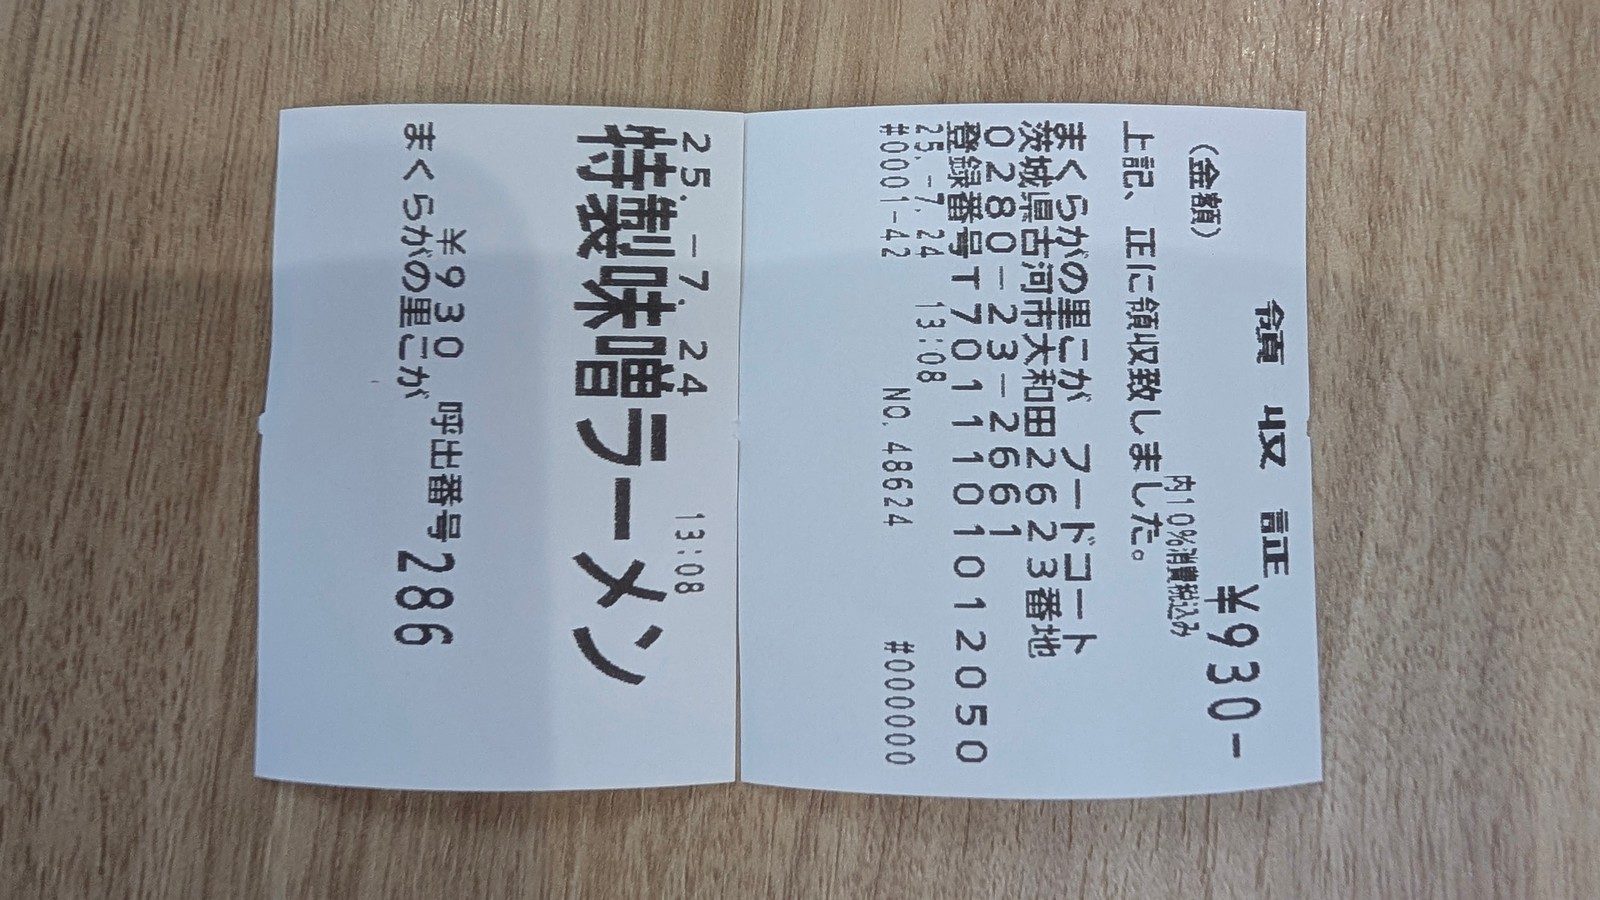 領収証
(金額) ¥930-
内10%消費税込み
上記、正に領収致しました。
まくらがの里こが フードコート
茨城県古河市大和田2623番地
0280-23-2661
登録番号T7011101012050
25.-7.24 13:08
#0001-42 NO.48624 #000000
25.-7.24 13:08
特製味噌ラーメン
¥930 呼出番号286
まくらがの里こが